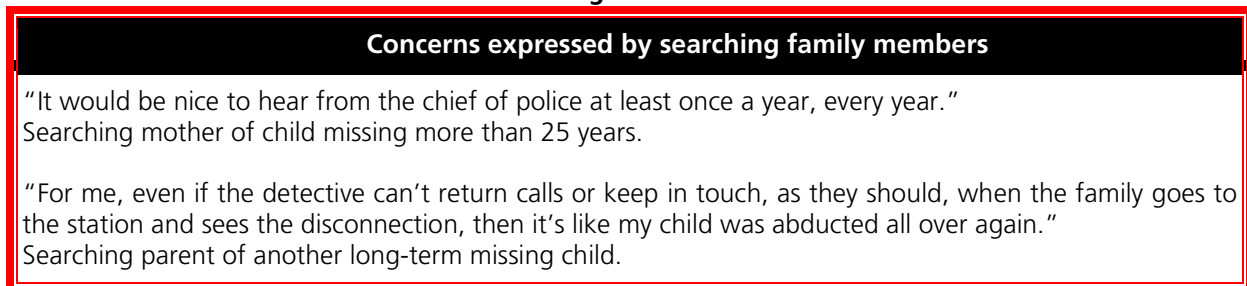 Concerns expressed by searching family members
“It would be nice to hear from the chief of police at least once a year, every year.”
Searching mother of child missing more than 25 years.
“For me, even if the detective can’t return calls or keep in touch, as they should, when the family goes to
the station and sees the disconnection, then it’s like my child was abducted all over again.”
Searching parent of another long-term missing child.